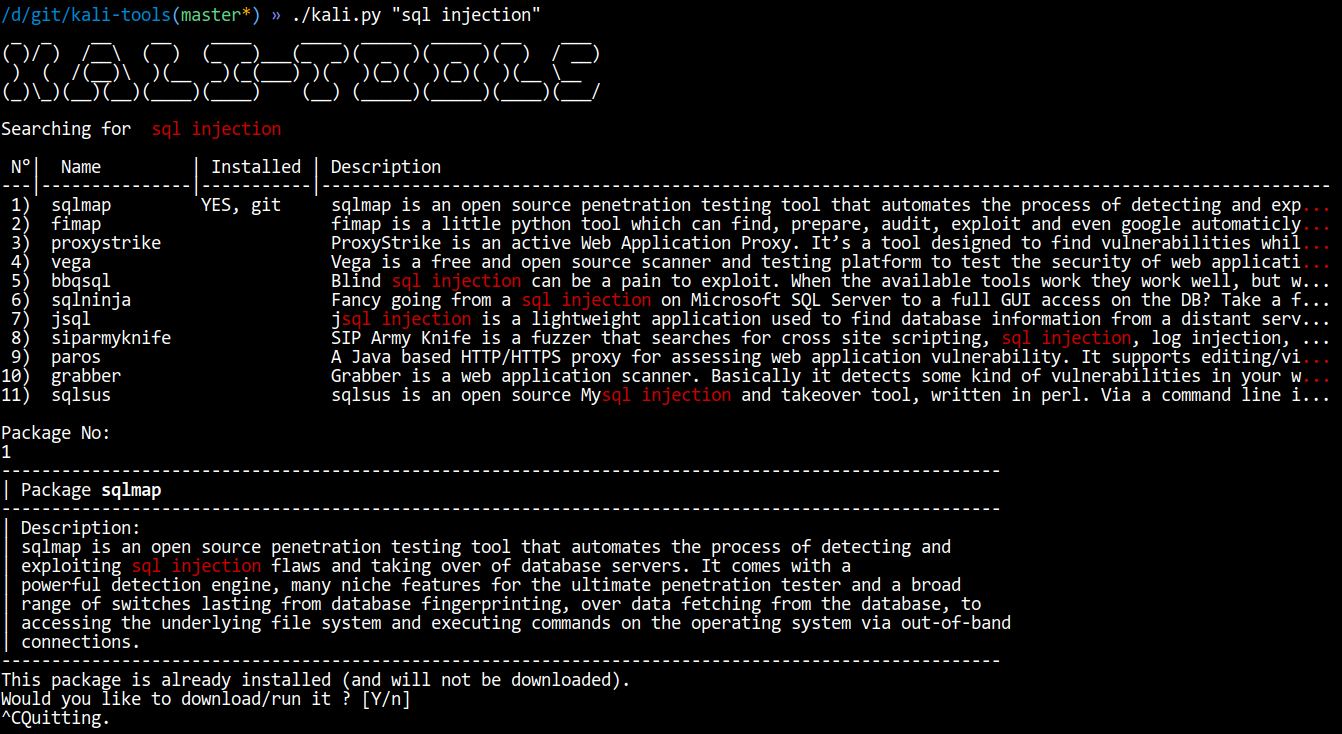 /d/git/kali-tools(master*) » ./kali.py "sql injection"
KALI-TOOLS
Searching for  sql injection
N°|  Name         | Installed | Description
---|---------------|-----------|-----------------------------------------------------------------------------------------------------
1)  sqlmap         YES, git     sqlmap is an open source penetration testing tool that automates the process of detecting and exp...
2)  fimap                       fimap is a little python tool which can find, prepare, audit, exploit and even google automaticly...
3)  proxystrike                 ProxyStrike is an active Web Application Proxy. It’s a tool designed to find vulnerabilities whil...
4)  vega                        Vega is a free and open source scanner and testing platform to test the security of web applicati...
5)  bbqsql                      Blind sql injection can be a pain to exploit. When the available tools work they work well, but w...
6)  sqlninja                    Fancy going from a sql injection on Microsoft SQL Server to a full GUI access on the DB? Take a f...
7)  jsql                        jsql injection is a lightweight application used to find database information from a distant serv...
8)  siparmyknife                SIP Army Knife is a fuzzer that searches for cross site scripting, sql injection, log injection, ...
9)  paros                       A Java based HTTP/HTTPS proxy for assessing web application vulnerability. It supports editing/vi...
10)  grabber                     Grabber is a web application scanner. Basically it detects some kind of vulnerabilities in your w...
11)  sqlsus                      sqlsus is an open source Mysql injection and takeover tool, written in perl. Via a command line i...
Package No:
1
----------------------------------------------------------------------------------------------------
| Package sqlmap
----------------------------------------------------------------------------------------------------
| Description:
| sqlmap is an open source penetration testing tool that automates the process of detecting and
| exploiting sql injection flaws and taking over of database servers. It comes with a
| powerful detection engine, many niche features for the ultimate penetration tester and a broad
| range of switches lasting from database fingerprinting, over data fetching from the database, to
| accessing the underlying file system and executing commands on the operating system via out-of-band
| connections.
----------------------------------------------------------------------------------------------------
This package is already installed (and will not be downloaded).
Would you like to download/run it ? [Y/n]
^CQuitting.